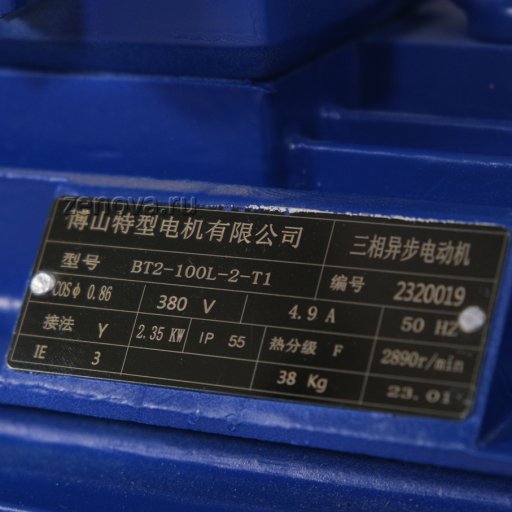 zenova.ru
博山特型电机有限公司 三相异步电动机
型号 BT2-100L-2-T1 编号 2320019
COSφ 0.86 380 V 4.9 A 50 HZ
接法 Y 2.35 KW IP 55 热分级 F 2890r/min
IE 3 38 Kg 23.01